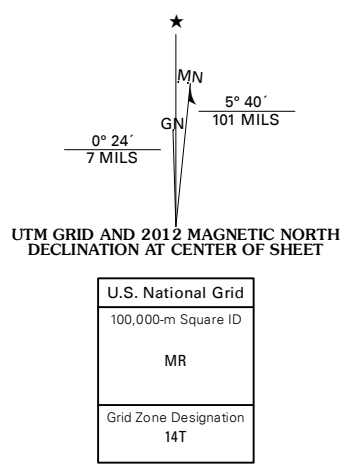 ★
MN
GN
5° 40´
101 MILS
0° 24´
7 MILS
UTM GRID AND 2012 MAGNETIC NORTH
DECLINATION AT CENTER OF SHEET
U.S. National Grid
100,000-m Square ID
MR
Grid Zone Designation
14T